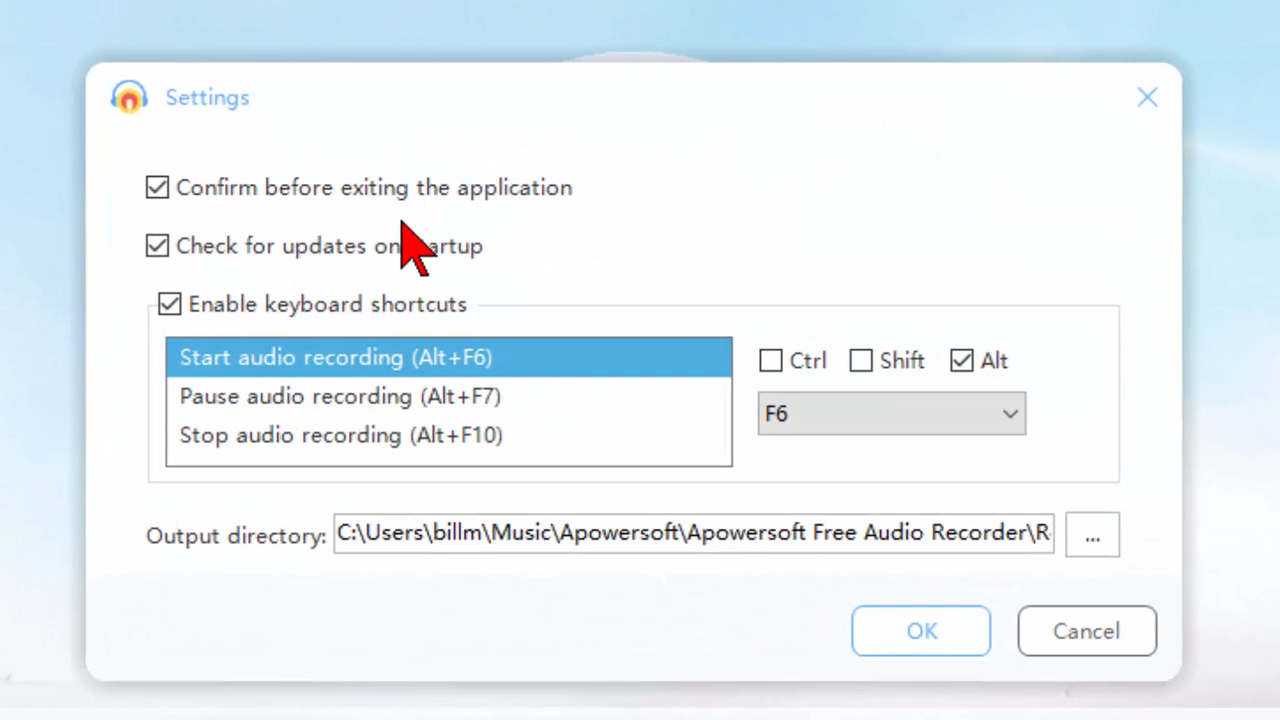 Settings
Confirm before exiting the application
Check for updates on startup
Enable keyboard shortcuts
Start audio recording (Alt+F6)
Pause audio recording (Alt+F7)
Stop audio recording (Alt+F10)
Ctrl Shift Alt
F6
Output directory: C:\Users\billm\Music\Apowersoft\Apowersoft Free Audio Recorder\R ...
OK Cancel